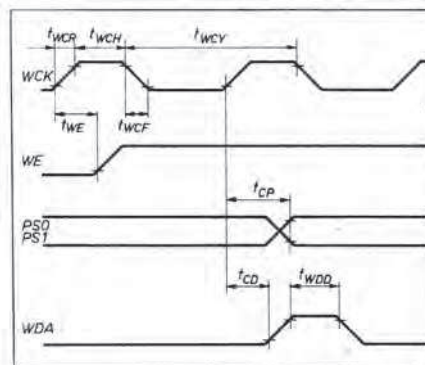 tWCR tWCH tWCY
WCK
tWE tWCF
WE
tCP
PS0
PS1
tCD tWDD
WDA